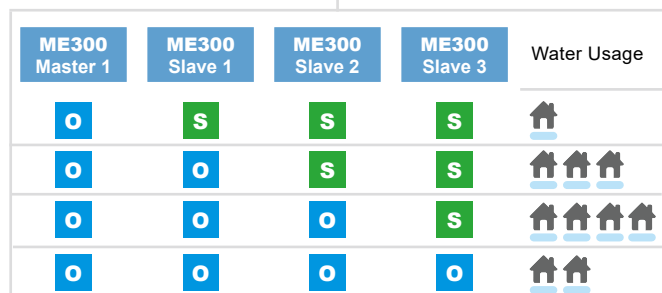 ME300 ME300 ME300 ME300 Water Usage
Master 1 Slave 1 Slave 2 Slave 3
O S S S
O O S S
O O O S
O O O O